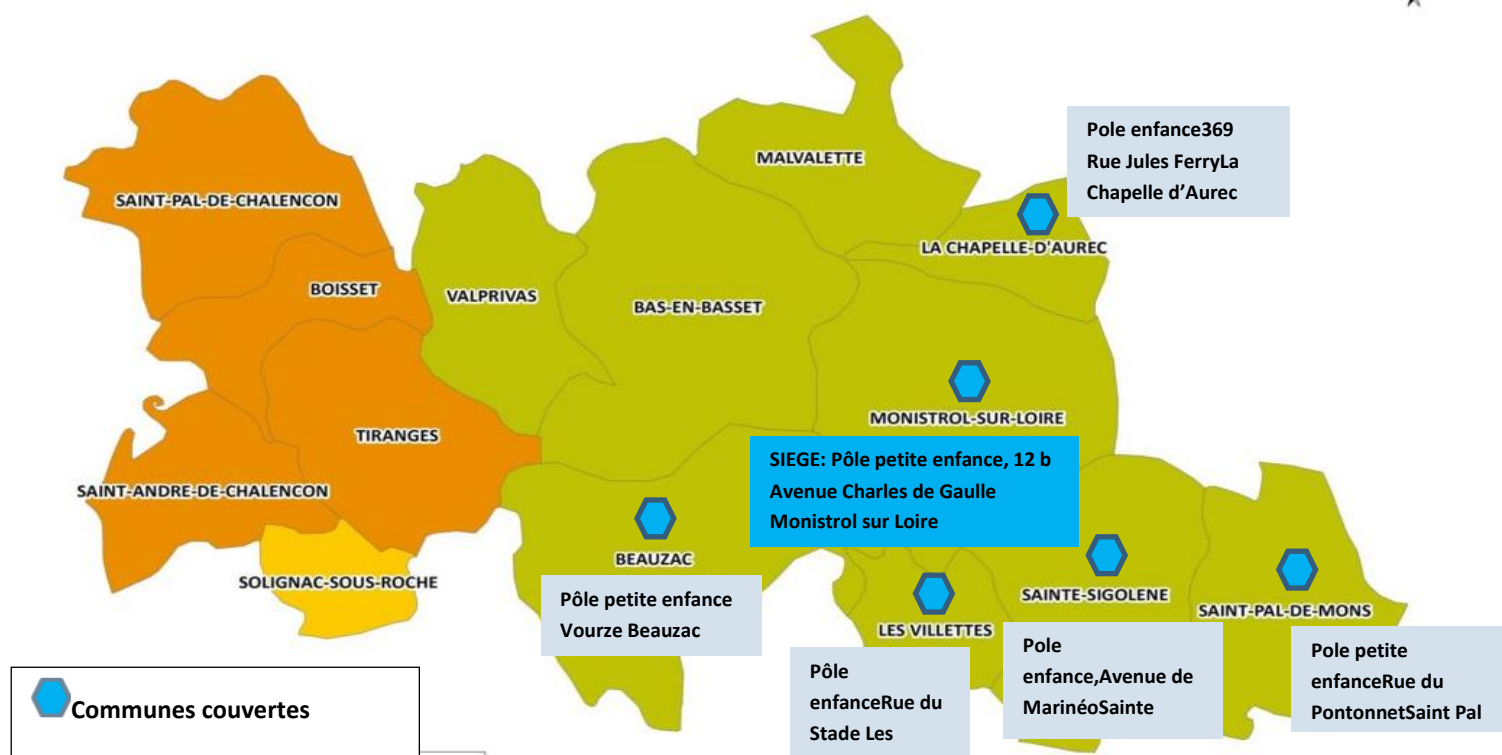 Pole enfance369
Rue Jules FerryLa
Chapelle d'Aurec
MALVALETTE
SAINT-PAL-DE-CHALENCON
LA CHAPELLE-D'AUREC
BOISSET
VALPRIVAS
BAS-EN-BASSET
MONISTROL-SUR-LOIRE
TIRANGES
SIEGE: Pôle petite enfance, 12 b
Avenue Charles de Gaulle
Monistrol sur Loire
SAINT-ANDRE-DE-CHALENCON
BEAUZAC
SOLIGNAC-SOUS-ROCHE
Pôle petite enfance
Vourze Beauzac
SAINTE-SIGOLENE
SAINT-PAL-DE-MONS
LES VILLETTES
Pôle
enfanceRue du
Stade Les
Pole
enfance,Avenue de
MarinéoSainte
Pole petite
enfanceRue du
PontonnetSaint Pal
Communes couvertes